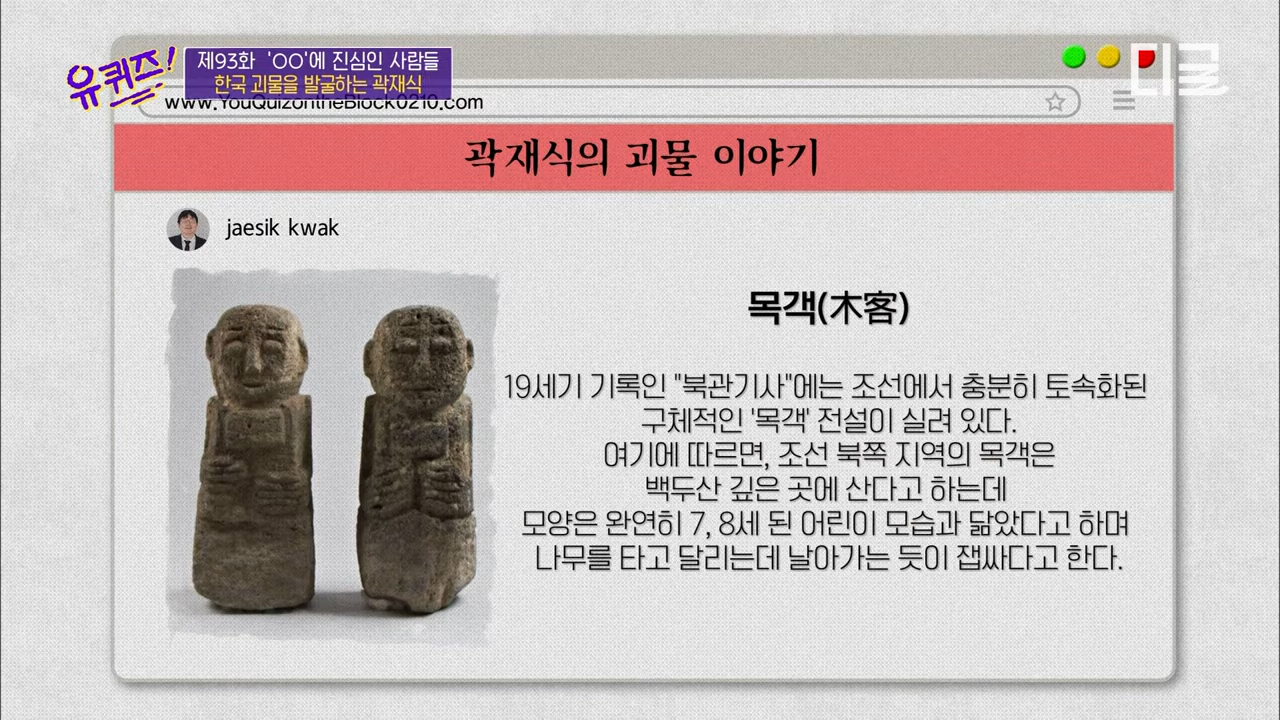 유퀴즈!
제93화 'OO'에 진심인 사람들
한국 괴물을 발굴하는 곽재식
디글
www.YouQuizontheBlock0210.com
곽재식의 괴물 이야기
jaesik kwak
목객(木客)
19세기 기록인 "북관기사"에는 조선에서 충분히 토속화된
구체적인 '목객' 전설이 실려 있다.
여기에 따르면, 조선 북쪽 지역의 목객은
백두산 깊은 곳에 산다고 하는데
모양은 완연히 7, 8세 된 어린이 모습과 닮았다고 하며
나무를 타고 달리는데 날아가는 듯이 잽싸다고 한다.